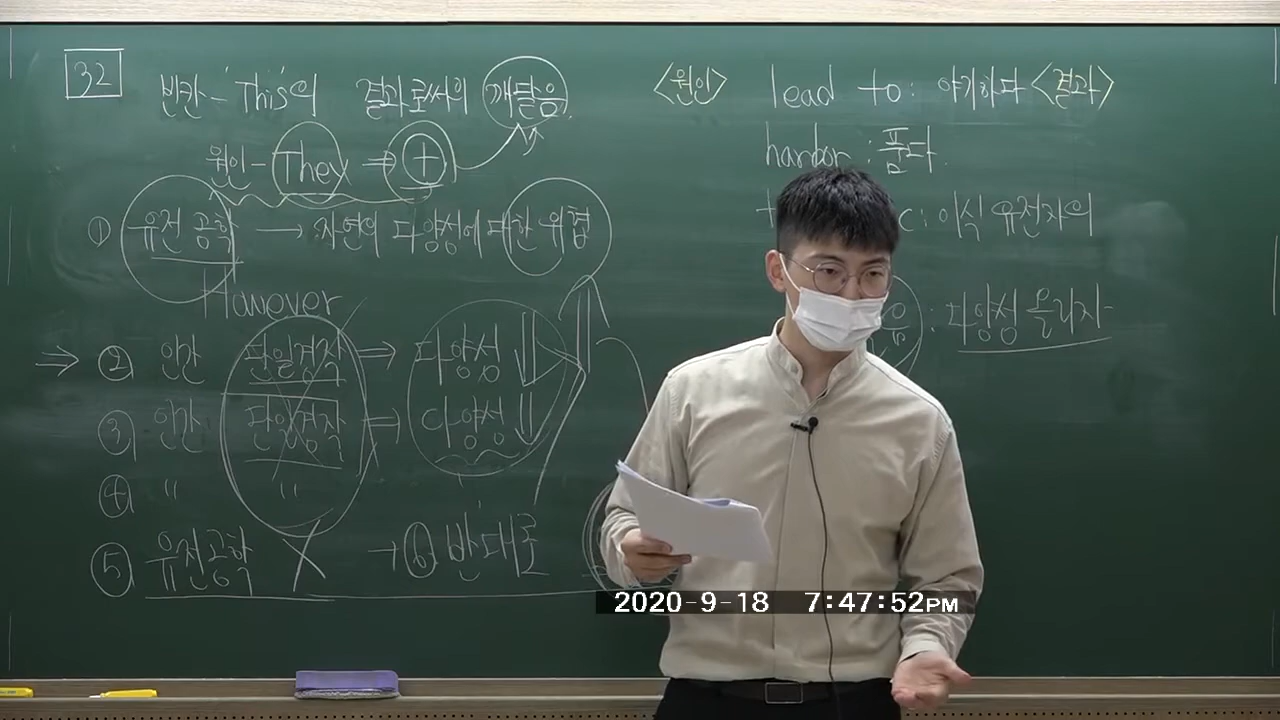 32
빈칸 - 'This'의 결과로써의 깨달음.
원인 - They ⇒ +
① 유전 공학 → 자연의 다양성에 대한 위협
However
⇒ ② 인간 단일경작 ⇒ 다양성 ↓
③ 인간 단일경작 ⇒ 다양성 ↓
④ " "
⑤ 유전공학 X → ⑥ 반대로
<원인> lead to : 야기하다 <결과>
harbor : 품다.
c : 이식 유전자의
: 다양성 올리자
2020-9-18 7:47:52PM